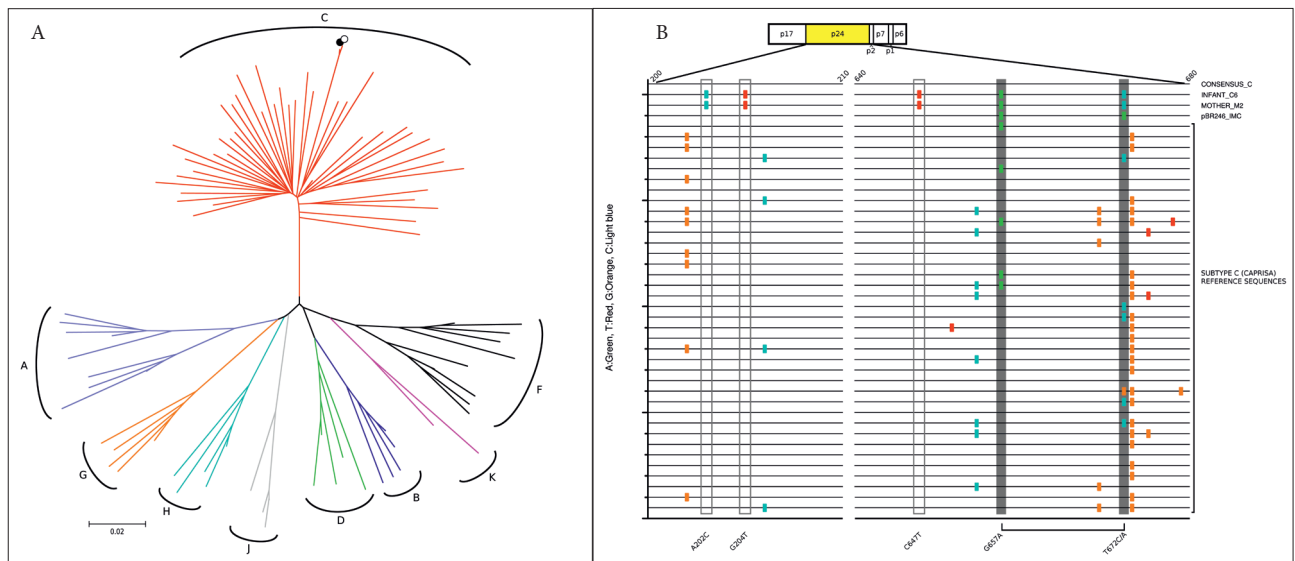 A
C
A
G
H
J
D
B
K
F
0.02
B
p17
p24
p7
p6
p2
p1
200
210
640
680
CONSENSUS_C
INFANT_C6
MOTHER_M2
pBR246_IMC
A:Green, T:Red, G:Orange, C:Light blue
SUBTYPE C (CAPRISA)
REFERENCE SEQUENCES
A202C
G204T
C647T
G657A
T672C/A